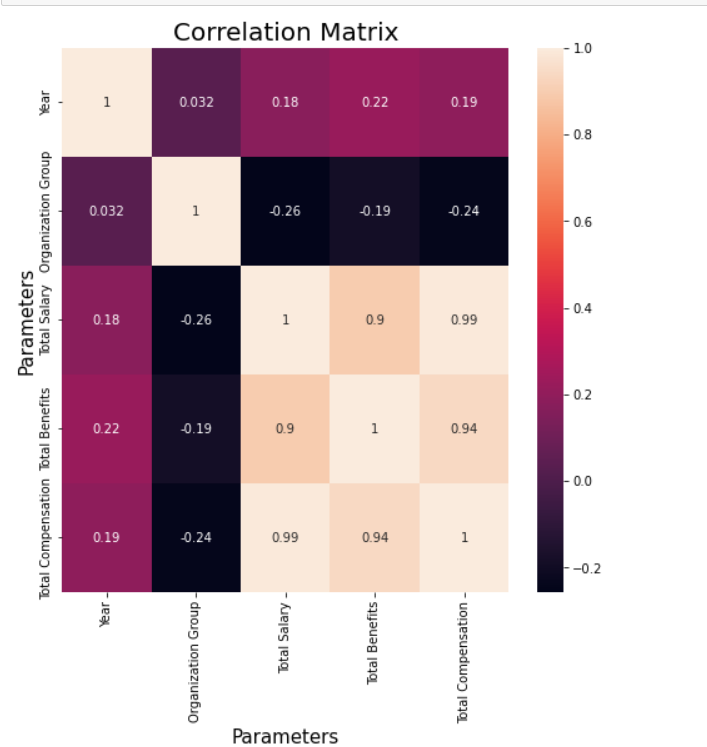 Correlation Matrix
Parameters
Year
1 0.032 0.18 0.22 0.19
Organization Group
0.032 1 -0.26 -0.19 -0.24
Total Salary
0.18 -0.26 1 0.9 0.99
Total Benefits
0.22 -0.19 0.9 1 0.94
Total Compensation
0.19 -0.24 0.99 0.94 1
Year
Organization Group
Total Salary
Total Benefits
Total Compensation
Parameters
1.0
0.8
0.6
0.4
0.2
0.0
−0.2